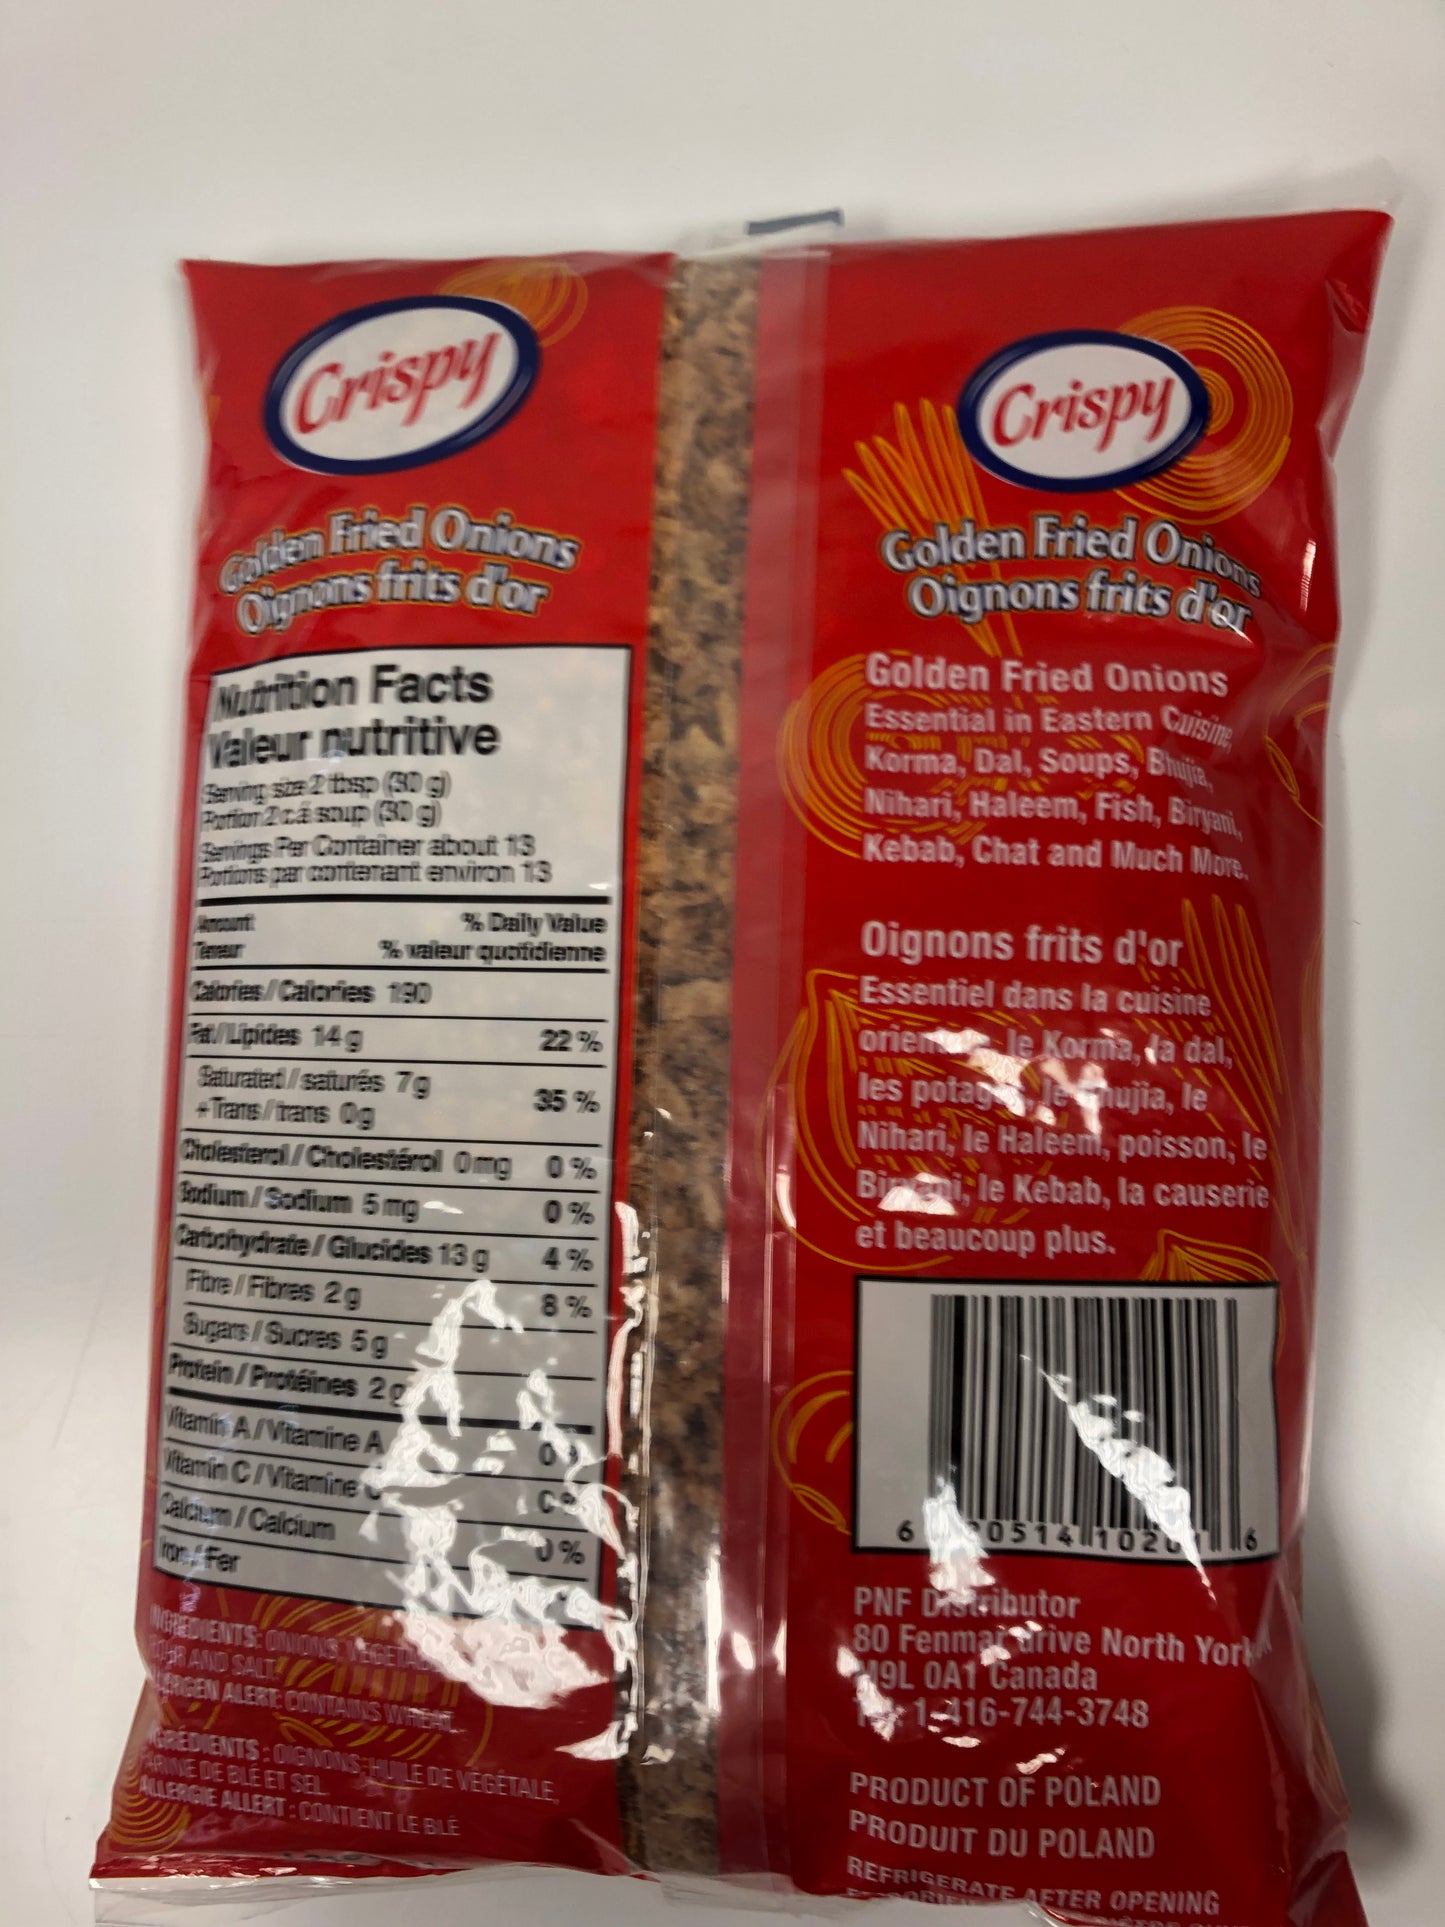 Crispy
Golden Fried Onions
Oignons frits d'or
Nutrition Facts
Valeur nutritive
Serving size 2 tbsp (30 g)
Portion 2 c.à soup (30 g)
Servings Per Container about 13
Portions par contenant environ 13
Amount % Daily Value
Teneur % valeur quotidienne
Calories / Calories 190
Fat / Lipides 14 g 22 %
Saturated / saturés 7 g
+ Trans / trans 0 g 35 %
Cholesterol / Cholestérol 0 mg 0 %
Sodium / Sodium 5 mg 0 %
Carbohydrate / Glucides 13 g 4 %
Fibre / Fibres 2 g 8 %
Sugars / Sucres 5 g
Protein / Protéines 2 g
Vitamin A / Vitamine A
Vitamin C / Vitamine
Calcium / Calcium 0 %
Iron / Fer
INGREDIENTS: ONIONS,
AND SALT
ALERT: CONTAINS WHEAT.
INGRÉDIENTS : OIGNONS, HUILE DE VÉGÉTALE,
FARINE DE BLÉ ET SEL.
ALLERGIE ALLERT : CONTIENT LE BLÉ
Crispy
Golden Fried Onions
Oignons frits d'or
Golden Fried Onions
Essential in Eastern Cuisine,
Korma, Dal, Soups, Bhujia,
Nihari, Haleem, Fish, Biryani,
Kebab, Chat and Much More.
Oignons frits d'or
Essentiel dans la cuisine
le Korma, la dal,
les le Bhujia, le
Nihari, le Haleem, poisson, le
Biryani, le Kebab, la causerie
et beaucoup plus.
PNF Distributor
80 Fenmar drive North York
M9L 0A1 Canada
1-416-744-3748
PRODUCT OF POLAND
PRODUIT DU POLAND
REFRIGERATE AFTER OPENING